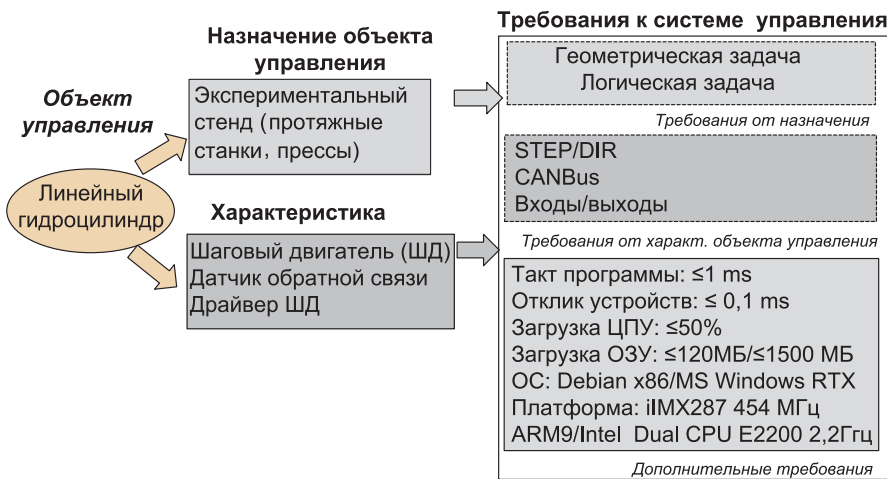 Объект
управления
Линейный
гидроцилиндр
Назначение объекта
управления
Экспериментальный
стенд (протяжные
станки, прессы)
Характеристика
Шаговый двигатель (ШД)
Датчик обратной связи
Драйвер ШД
Требования к системе управления
Геометрическая задача
Логическая задача
Требования от назначения
STEP/DIR
CANBus
Входы/выходы
Требования от характ. объекта управления
Такт программы: ≤1 ms
Отклик устройств: ≤ 0,1 ms
Загрузка ЦПУ: ≤50%
Загрузка ОЗУ: ≤120МБ/≤1500 МБ
ОС: Debian x86/MS Windows RTX
Платформа: iIMX287 454 МГц
ARM9/Intel Dual CPU E2200 2,2Ггц
Дополнительные требования